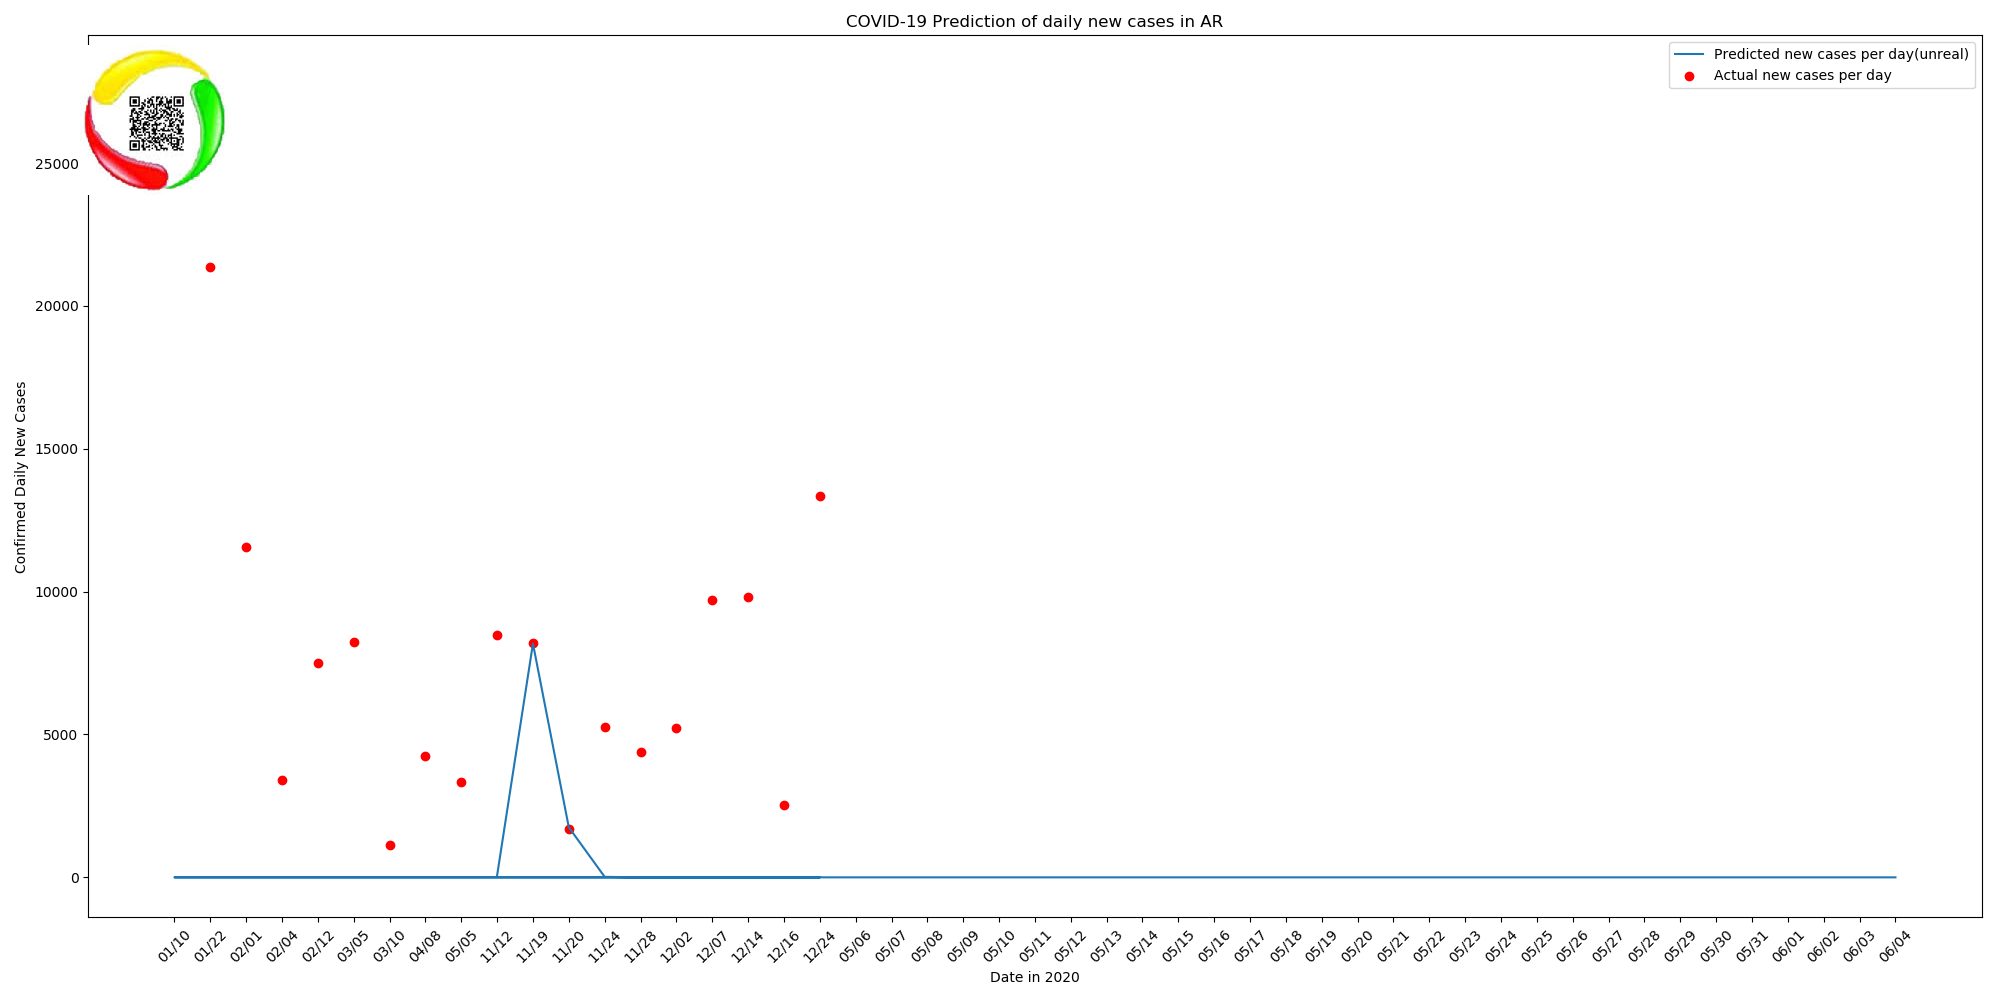 COVID-19 Prediction of daily new cases in AR
Predicted new cases per day(unreal)
Actual new cases per day
25000
20000
15000
10000
5000
0
Confirmed Daily New Cases
01/10 01/22 02/01 02/04 02/12 03/05 03/10 04/08 05/05 11/12 11/19 11/20 11/24 11/28 12/02 12/07 12/14 12/16 12/24 05/06 05/07 05/08 05/09 05/10 05/11 05/12 05/13 05/14 05/15 05/16 05/17 05/18 05/19 05/20 05/21 05/22 05/23 05/24 05/25 05/26 05/27 05/28 05/29 05/30 05/31 06/01 06/02 06/03 06/04
Date in 2020